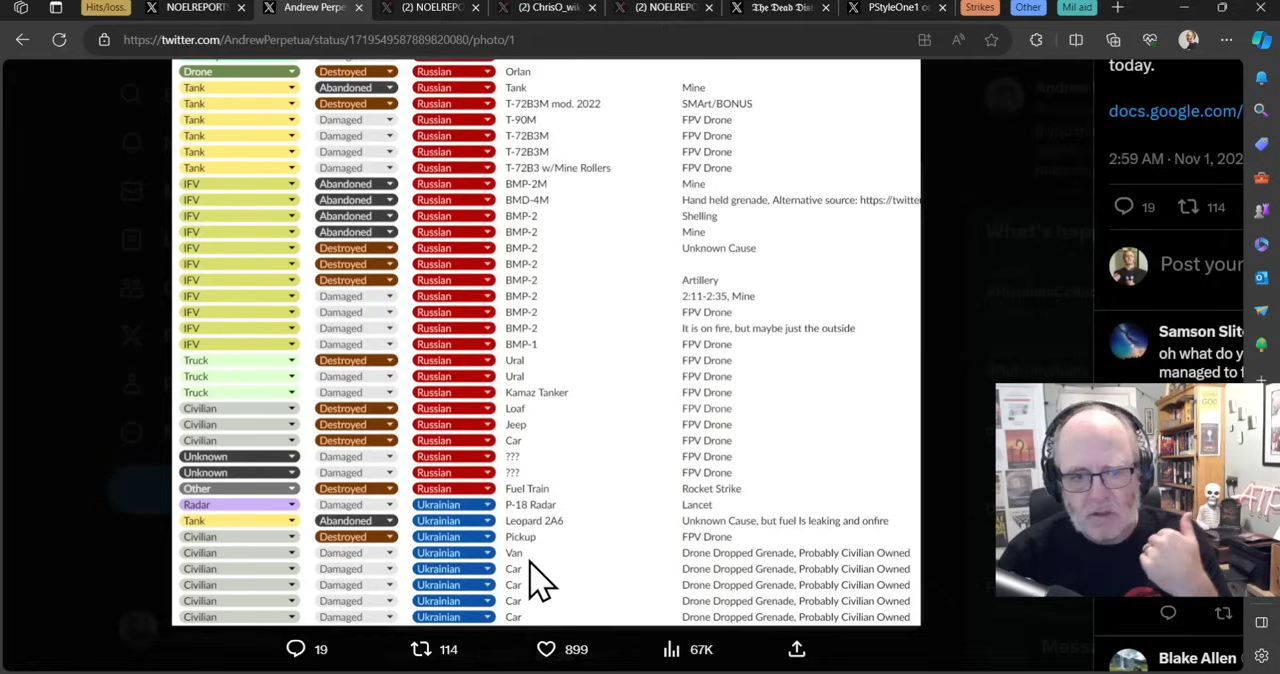 NOELREPORT
Hits/loss.
Andrew Perpe
(2) NOELREPO
(2) ChrisO_wik
(2) NOELREPO
The Dead Dist
PStyleOne1 on
Strikes
Other
Mil aid
https://twitter.com/AndrewPerpetua/status/1719549587889820080/photo/1
Drone Destroyed Russian Orlan
Tank Abandoned Russian Tank Mine
Tank Destroyed Russian T-72B3M mod. 2022 SMArt/BONUS
Tank Damaged Russian T-90M FPV Drone
Tank Damaged Russian T-72B3M FPV Drone
Tank Damaged Russian T-72B3M FPV Drone
Tank Damaged Russian T-72B3 w/Mine Rollers FPV Drone
IFV Abandoned Russian BMP-2M Mine
IFV Abandoned Russian BMD-4M Hand held grenade, Alternative source: https://twitte
IFV Abandoned Russian BMP-2 Shelling
IFV Abandoned Russian BMP-2 Mine
IFV Destroyed Russian BMP-2 Unknown Cause
IFV Destroyed Russian BMP-2
IFV Destroyed Russian BMP-2 Artillery
IFV Damaged Russian BMP-2 2:11-2:35, Mine
IFV Damaged Russian BMP-2 FPV Drone
IFV Damaged Russian BMP-2 It is on fire, but maybe just the outside
IFV Damaged Russian BMP-1 FPV Drone
Truck Destroyed Russian Ural FPV Drone
Truck Damaged Russian Ural FPV Drone
Truck Damaged Russian Kamaz Tanker FPV Drone
Civilian Destroyed Russian Loaf FPV Drone
Civilian Destroyed Russian Jeep FPV Drone
Civilian Destroyed Russian Car FPV Drone
Unknown Damaged Russian ??? FPV Drone
Unknown Damaged Russian ??? FPV Drone
Other Destroyed Russian Fuel Train Rocket Strike
Radar Damaged Ukrainian P-18 Radar Lancet
Tank Abandoned Ukrainian Leopard 2A6 Unknown Cause, but fuel Is leaking and onfire
Civilian Destroyed Ukrainian Pickup FPV Drone
Civilian Damaged Ukrainian Van Drone Dropped Grenade, Probably Civilian Owned
Civilian Damaged Ukrainian Car Drone Dropped Grenade, Probably Civilian Owned
Civilian Damaged Ukrainian Car Drone Dropped Grenade, Probably Civilian Owned
Civilian Damaged Ukrainian Car Drone Dropped Grenade, Probably Civilian Owned
Civilian Damaged Ukrainian Car Drone Dropped Grenade, Probably Civilian Owned
19 114 899 67K
today.
docs.google.com/
2:59 AM · Nov 1, 202
19 114
Post your
Samson Slit
oh what do y
managed to t
Blake Allen